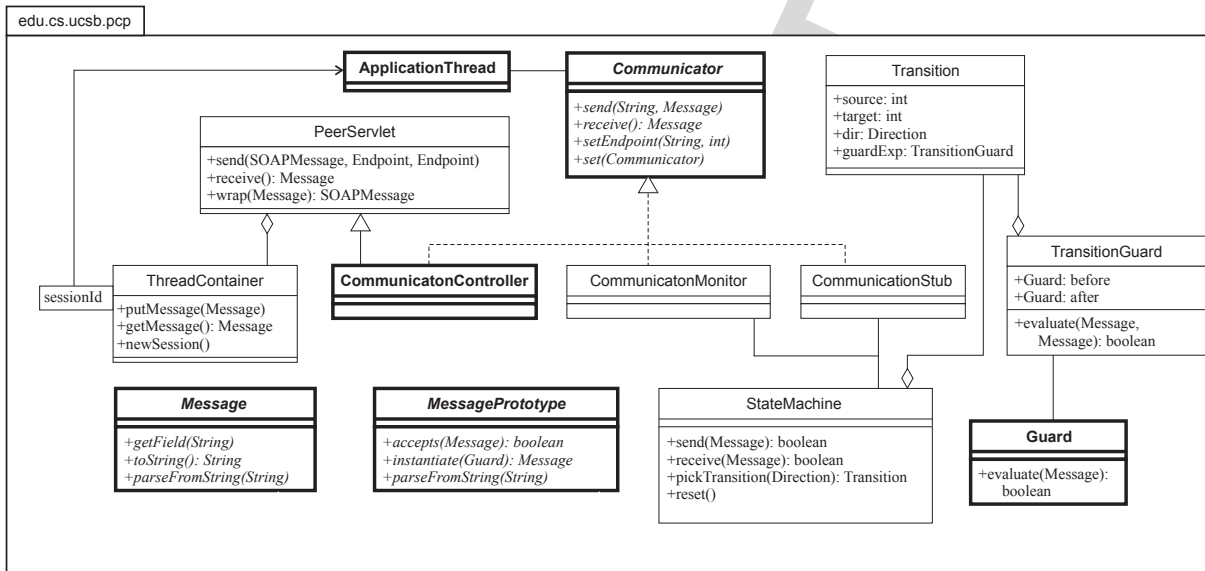 edu.cs.ucsb.pcp
ApplicationThread
Communicator
+send(String, Message)
+receive(): Message
+setEndpoint(String, int)
+set(Communicator)
Transition
+source: int
+target: int
+dir: Direction
+guardExp: TransitionGuard
PeerServlet
+send(SOAPMessage, Endpoint, Endpoint)
+receive(): Message
+wrap(Message): SOAPMessage
sessionId
ThreadContainer
+putMessage(Message)
+getMessage(): Message
+newSession()
CommunicatonController
CommunicatonMonitor
CommunicationStub
TransitionGuard
+Guard: before
+Guard: after
+evaluate(Message,
Message): boolean
Message
+getField(String)
+toString(): String
+parseFromString(String)
MessagePrototype
+accepts(Message): boolean
+instantiate(Guard): Message
+parseFromString(String)
StateMachine
+send(Message): boolean
+receive(Message): boolean
+pickTransition(Direction): Transition
+reset()
Guard
+evaluate(Message):
boolean